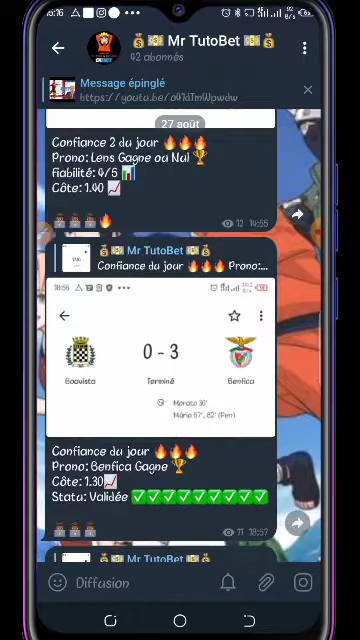 Mr TutoBet
42 abonnés
Message épinglé
https://youtu.be/o41dTmWpwdw
27 août
Confiance 2 du jour 🔥🔥🔥
Prono: Lens Gagne ou Nul 🏆
Fiabilité: 4/5 📊
Côte: 1.40 📈
12 14:55
Mr TutoBet
Confiance du jour 🔥🔥🔥 Prono:...
18:56
0 - 3
Boavista Terminé Benfica
Morato 30'
Mário 67', 82' (Pen)
Confiance du jour 🔥🔥🔥
Prono: Benfica Gagne 🏆
Côte: 1.30📈
Statu: Validée ✅✅✅✅✅✅✅✅✅
11 18:57
Mr TutoBet
Diffusion